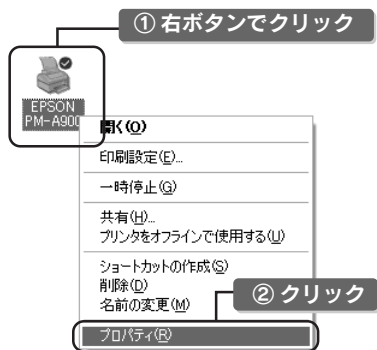 ① 右ボタンでクリック
EPSON
PM-A900
開く(O)
印刷設定(E)...
一時停止(G)
共有(H)...
プリンタをオフラインで使用する(U)
ショートカットの作成(S)
削除(D)
名前の変更(M)
② クリック
プロパティ(R)